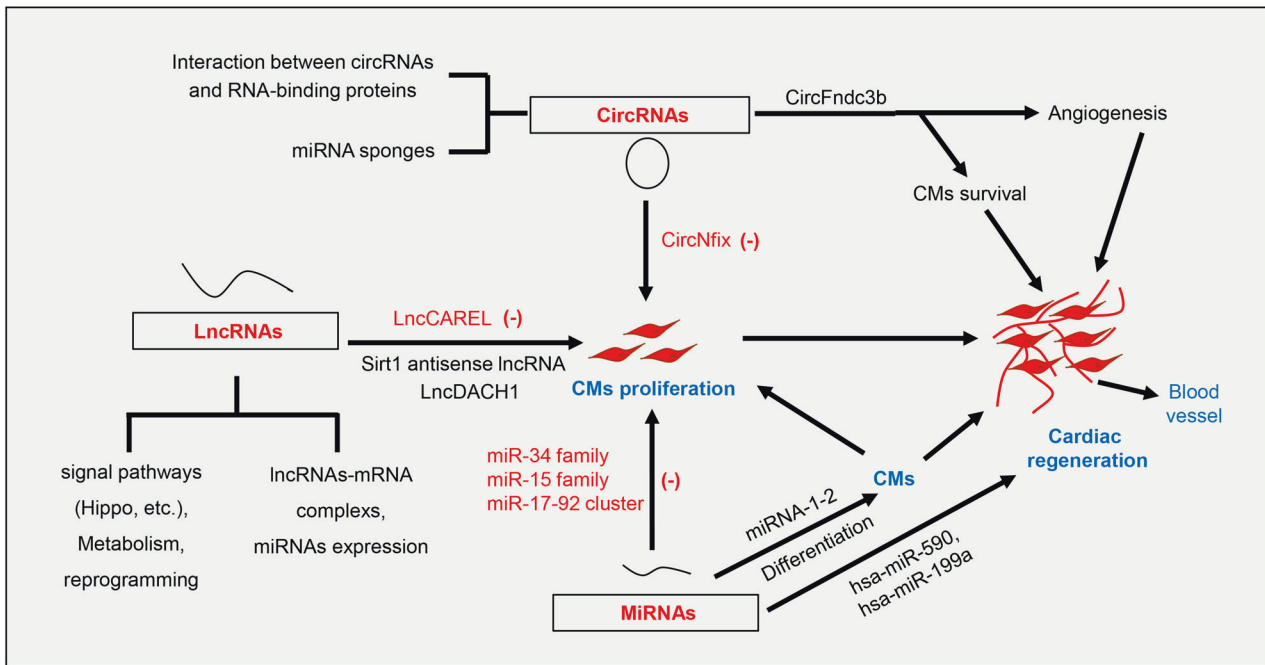 Interaction between circRNAs
and RNA-binding proteins
miRNA sponges
CircRNAs
CircFndc3b
Angiogenesis
CMs survival
CircNfix (-)
LncRNAs
LncCAREL (-)
Sirt1 antisense lncRNA
LncDACH1
CMs proliferation
Blood
vessel
Cardiac
regeneration
signal pathways
(Hippo, etc.),
Metabolism,
reprogramming
lncRNAs-mRNA
complexs,
miRNAs expression
miR-34 family
miR-15 family
miR-17-92 cluster
(-)
CMs
miRNA-1-2
Differentiation
hsa-miR-590,
hsa-miR-199a
MiRNAs